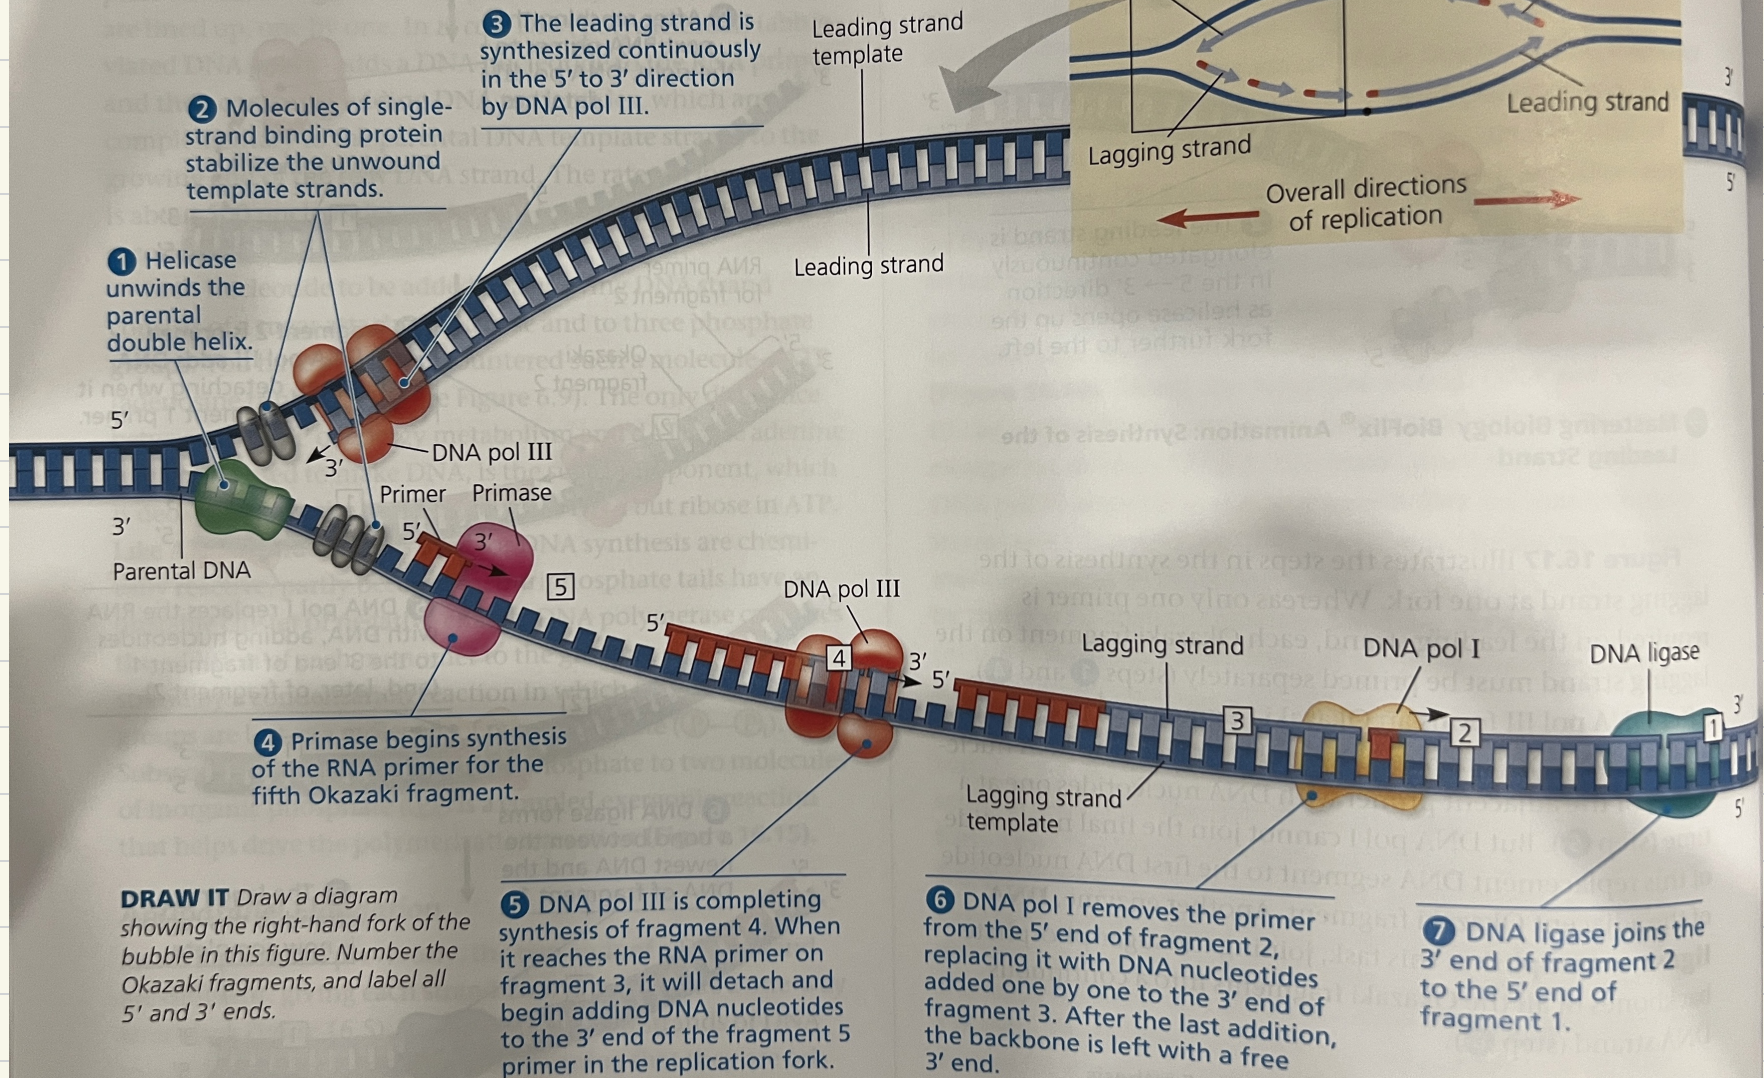 3 The leading strand is
synthesized continuously
in the 5′ to 3′ direction
by DNA pol III.
Leading strand
template
Leading strand
Lagging strand
Overall directions
of replication
3′
5′
2 Molecules of single-
strand binding protein
stabilize the unwound
template strands.
Leading strand
1 Helicase
unwinds the
parental
double helix.
5′
3′
DNA pol III
Primer
Primase
5′
3′
3′
Parental DNA
5
DNA pol III
5′
4
3′
5′
Lagging strand
3
DNA pol I
2
DNA ligase
1
3′
5′
Lagging strand
template
4 Primase begins synthesis
of the RNA primer for the
fifth Okazaki fragment.
DRAW IT Draw a diagram
showing the right-hand fork of the
bubble in this figure. Number the
Okazaki fragments, and label all
5′ and 3′ ends.
5 DNA pol III is completing
synthesis of fragment 4. When
it reaches the RNA primer on
fragment 3, it will detach and
begin adding DNA nucleotides
to the 3′ end of the fragment 5
primer in the replication fork.
6 DNA pol I removes the primer
from the 5′ end of fragment 2,
replacing it with DNA nucleotides
added one by one to the 3′ end of
fragment 3. After the last addition,
the backbone is left with a free
3′ end.
7 DNA ligase joins the
3′ end of fragment 2
to the 5′ end of
fragment 1.